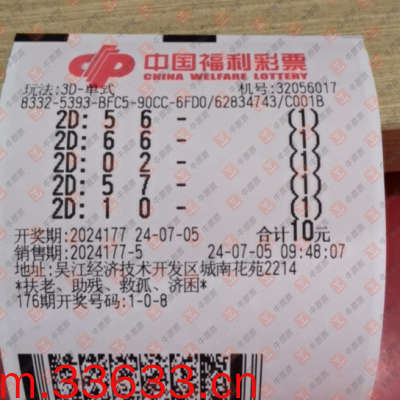 中国福利彩票
CHINA WELFARE LOTTERY
玩法:3D-单式 机号:32056017
8332-5393-BFC5-90CC-6FD0/62834743/C001B
2D: 5 6 - (1)
2D: 6 6 - (1)
2D: 0 2 - (1)
2D: 5 7 - (1)
2D: 1 0 - (1)
开奖期:2024177 24-07-05 合计10元
销售期:2024177-5 24-07-05 09:48:07
地址:吴江经济技术开发区城南花苑2214
*扶老、助残、救孤、济困*
176期开奖号码:1-0-8
m.33633.cn